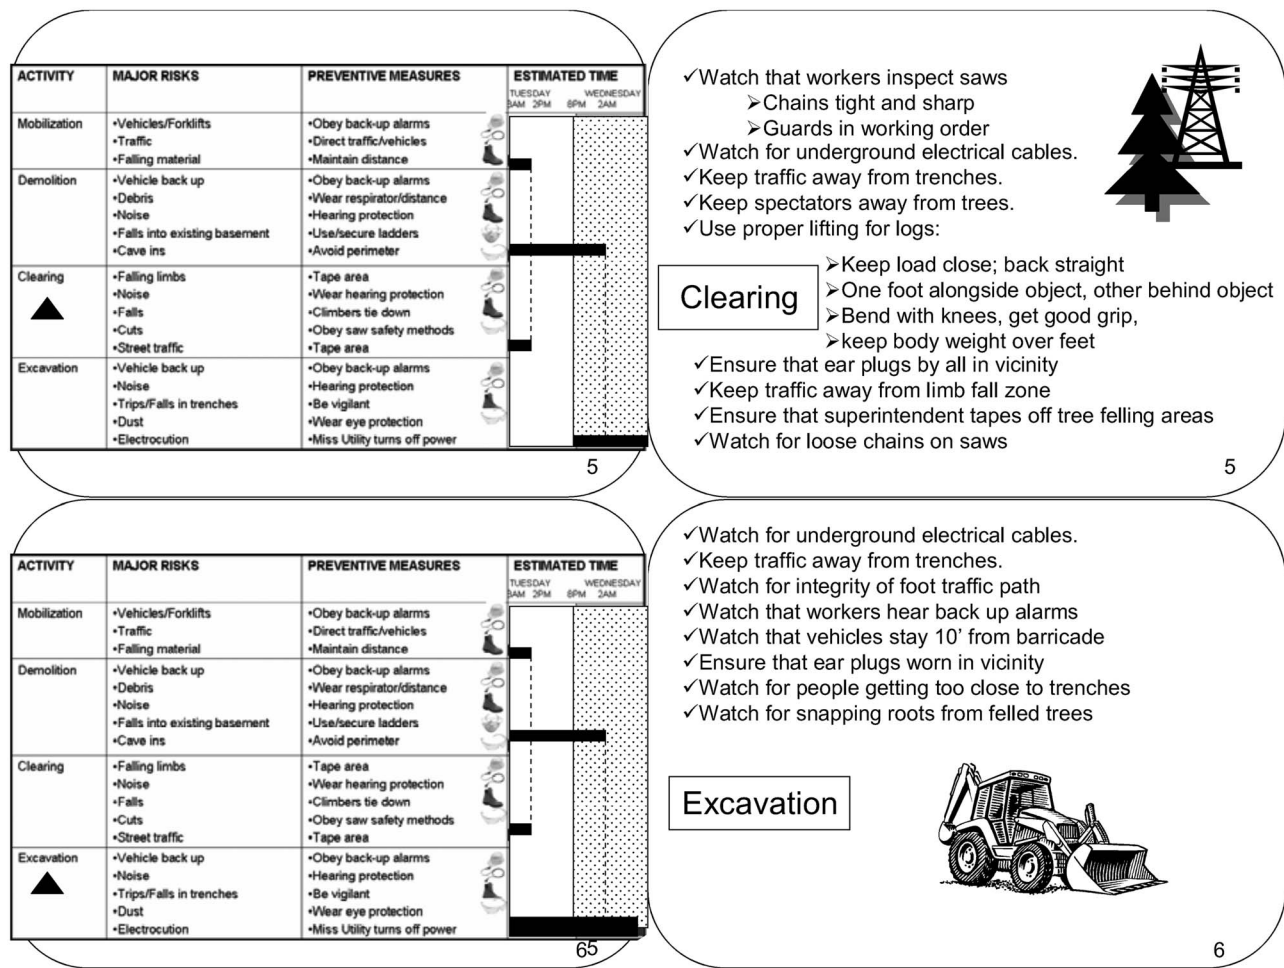 ACTIVITY MAJOR RISKS PREVENTIVE MEASURES ESTIMATED TIME
TUESDAY WEDNESDAY
8AM 2PM 8PM 2AM
Mobilization •Vehicles/Forklifts •Obey back-up alarms
•Traffic •Direct traffic/vehicles
•Falling material •Maintain distance
Demolition •Vehicle back up •Obey back-up alarms
•Debris •Wear respirator/distance
•Noise •Hearing protection
•Falls into existing basement •Use/secure ladders
•Cave ins •Avoid perimeter
Clearing •Falling limbs •Tape area
•Noise •Wear hearing protection
•Falls •Climbers tie down
•Cuts •Obey saw safety methods
•Street traffic •Tape area
Excavation •Vehicle back up •Obey back-up alarms
•Noise •Hearing protection
•Trips/Falls in trenches •Be vigilant
•Dust •Wear eye protection
•Electrocution •Miss Utility turns off power
5
✓Watch that workers inspect saws
➢Chains tight and sharp
➢Guards in working order
✓Watch for underground electrical cables.
✓Keep traffic away from trenches.
✓Keep spectators away from trees.
✓Use proper lifting for logs:
➢Keep load close; back straight
Clearing
➢One foot alongside object, other behind object
➢Bend with knees, get good grip,
➢keep body weight over feet
✓Ensure that ear plugs by all in vicinity
✓Keep traffic away from limb fall zone
✓Ensure that superintendent tapes off tree felling areas
✓Watch for loose chains on saws
5
ACTIVITY MAJOR RISKS PREVENTIVE MEASURES ESTIMATED TIME
TUESDAY WEDNESDAY
8AM 2PM 8PM 2AM
Mobilization •Vehicles/Forklifts •Obey back-up alarms
•Traffic •Direct traffic/vehicles
•Falling material •Maintain distance
Demolition •Vehicle back up •Obey back-up alarms
•Debris •Wear respirator/distance
•Noise •Hearing protection
•Falls into existing basement •Use/secure ladders
•Cave ins •Avoid perimeter
Clearing •Falling limbs •Tape area
•Noise •Wear hearing protection
•Falls •Climbers tie down
•Cuts •Obey saw safety methods
•Street traffic •Tape area
Excavation •Vehicle back up •Obey back-up alarms
•Noise •Hearing protection
•Trips/Falls in trenches •Be vigilant
•Dust •Wear eye protection
•Electrocution •Miss Utility turns off power
65
✓Watch for underground electrical cables.
✓Keep traffic away from trenches.
✓Watch for integrity of foot traffic path
✓Watch that workers hear back up alarms
✓Watch that vehicles stay 10’ from barricade
✓Ensure that ear plugs worn in vicinity
✓Watch for people getting too close to trenches
✓Watch for snapping roots from felled trees
Excavation
6